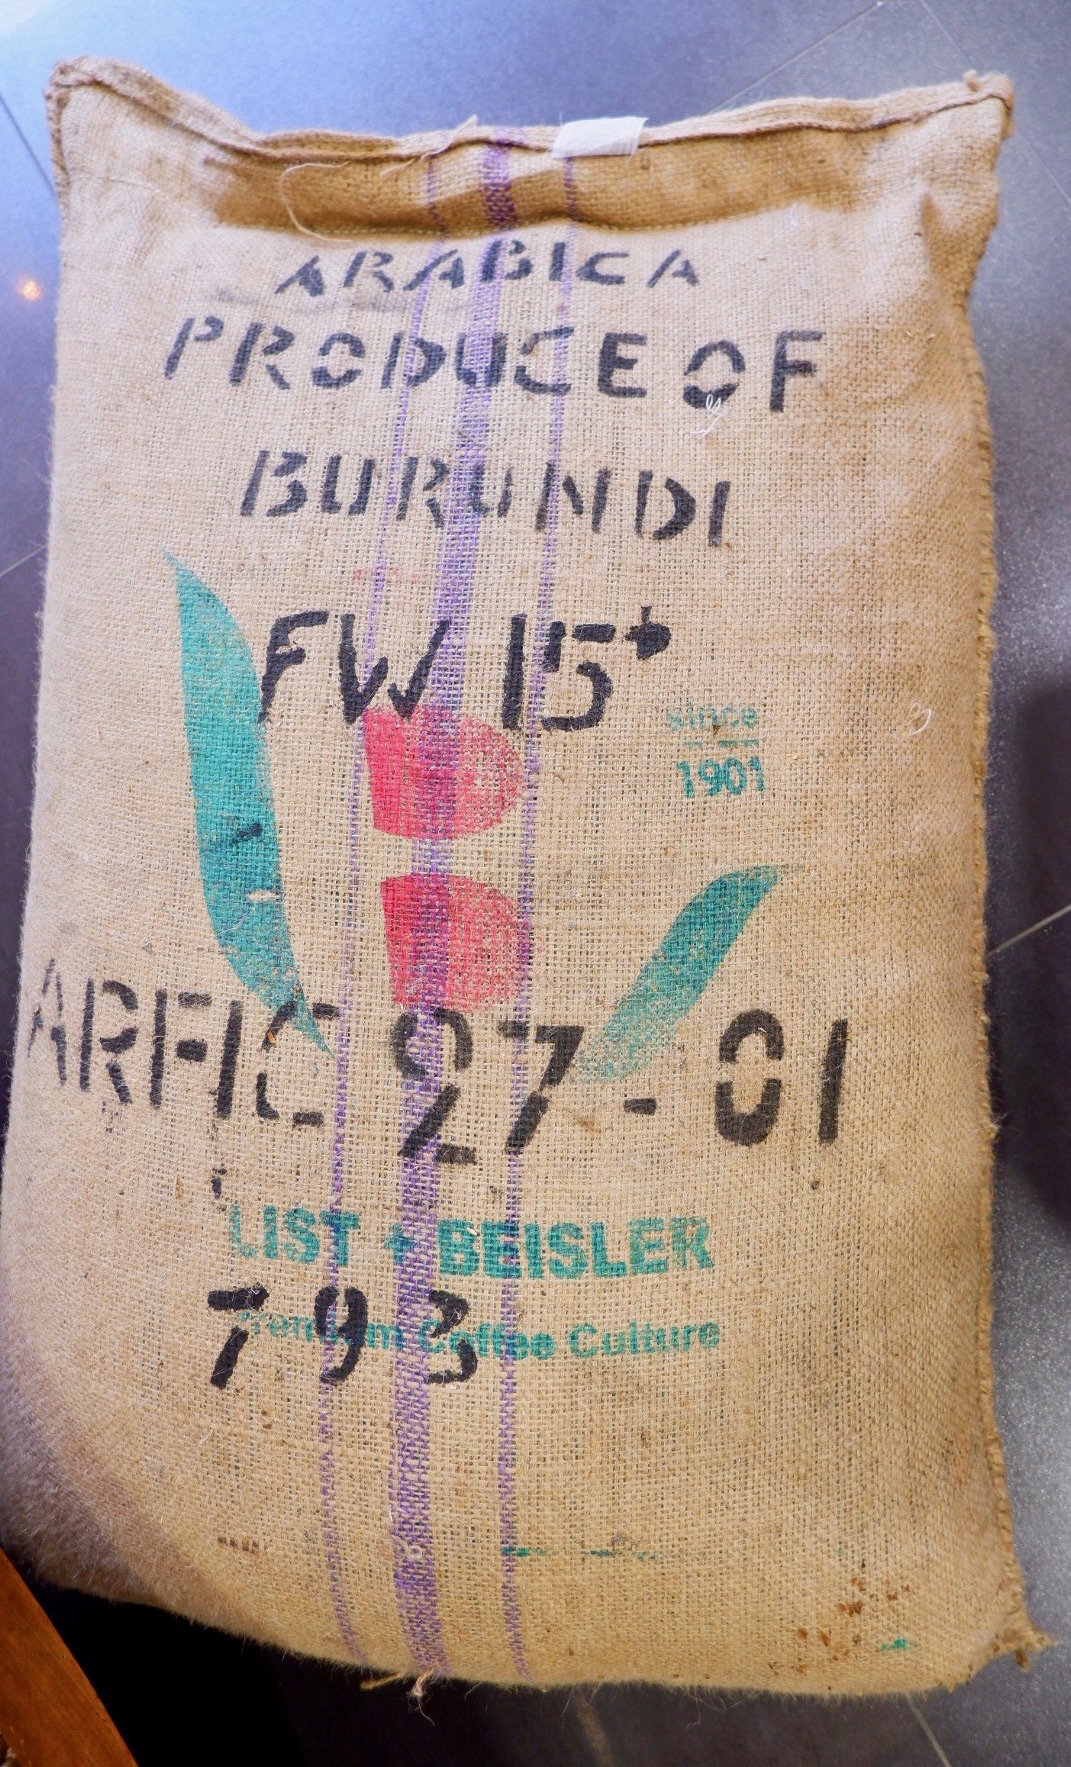 ARABICA
PRODUCE OF
BURUNDI
FW 15+
since
1901
ARFIC 27-01
LIST + BEISLER
793
Premium Coffee Culture